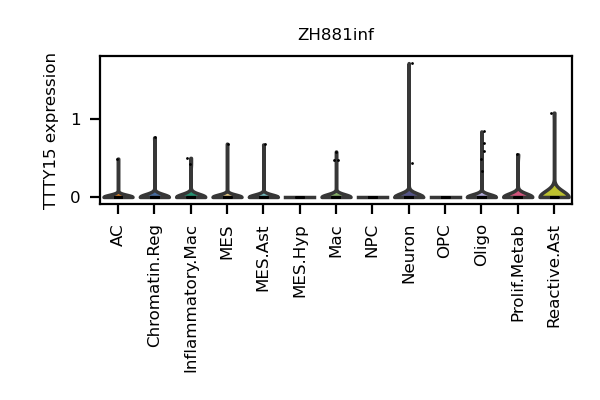 ZH881inf
TTTY15 expression
1
0
AC
Chromatin.Reg
Inflammatory.Mac
MES
MES.Ast
MES.Hyp
Mac
NPC
Neuron
OPC
Oligo
Prolif.Metab
Reactive.Ast